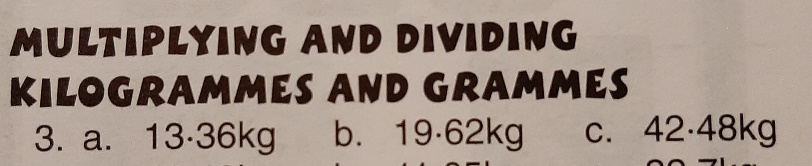 MULTIPLYING AND DIVIDING
KILOGRAMMES AND GRAMMES
3. a. 13·36kg b. 19·62kg c. 42·48kg